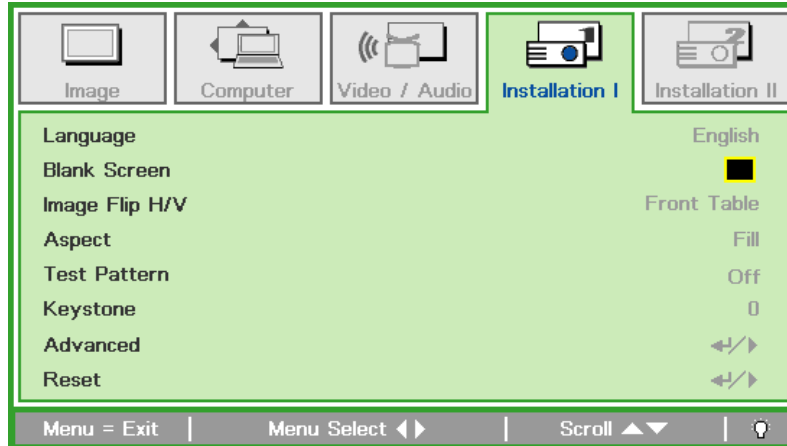 Image Computer Video / Audio Installation I Installation II
Language English
Blank Screen
Image Flip H/V Front Table
Aspect Fill
Test Pattern Off
Keystone 0
Advanced
Reset
Menu = Exit Menu Select Scroll